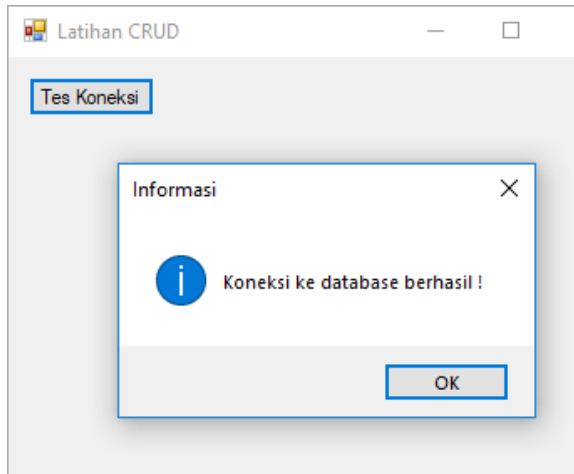 Latihan CRUD
Tes Koneksi
Informasi
Koneksi ke database berhasil !
OK